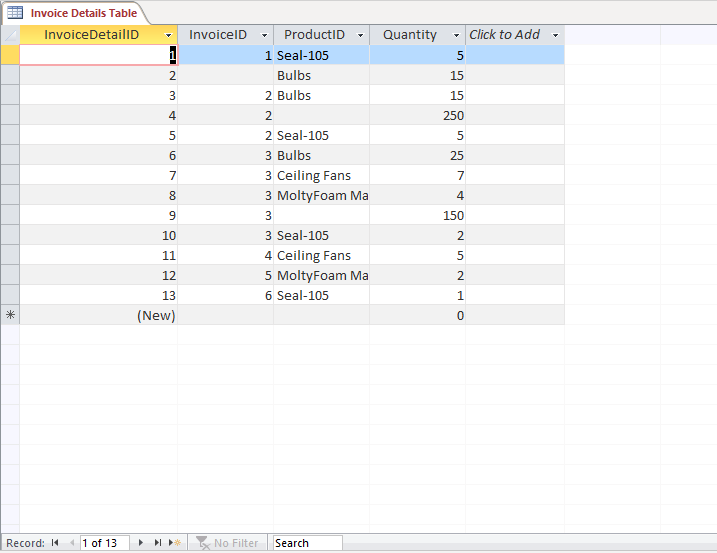 Invoice Details Table
InvoiceDetailID InvoiceID ProductID Quantity Click to Add
1 1 Seal-105 5
2 Bulbs 15
3 2 Bulbs 15
4 2 250
5 2 Seal-105 5
6 3 Bulbs 25
7 3 Ceiling Fans 7
8 3 MoltyFoam Ma 4
9 3 150
10 3 Seal-105 2
11 4 Ceiling Fans 5
12 5 MoltyFoam Ma 2
13 6 Seal-105 1
(New) 0
Record: 1 of 13 No Filter Search